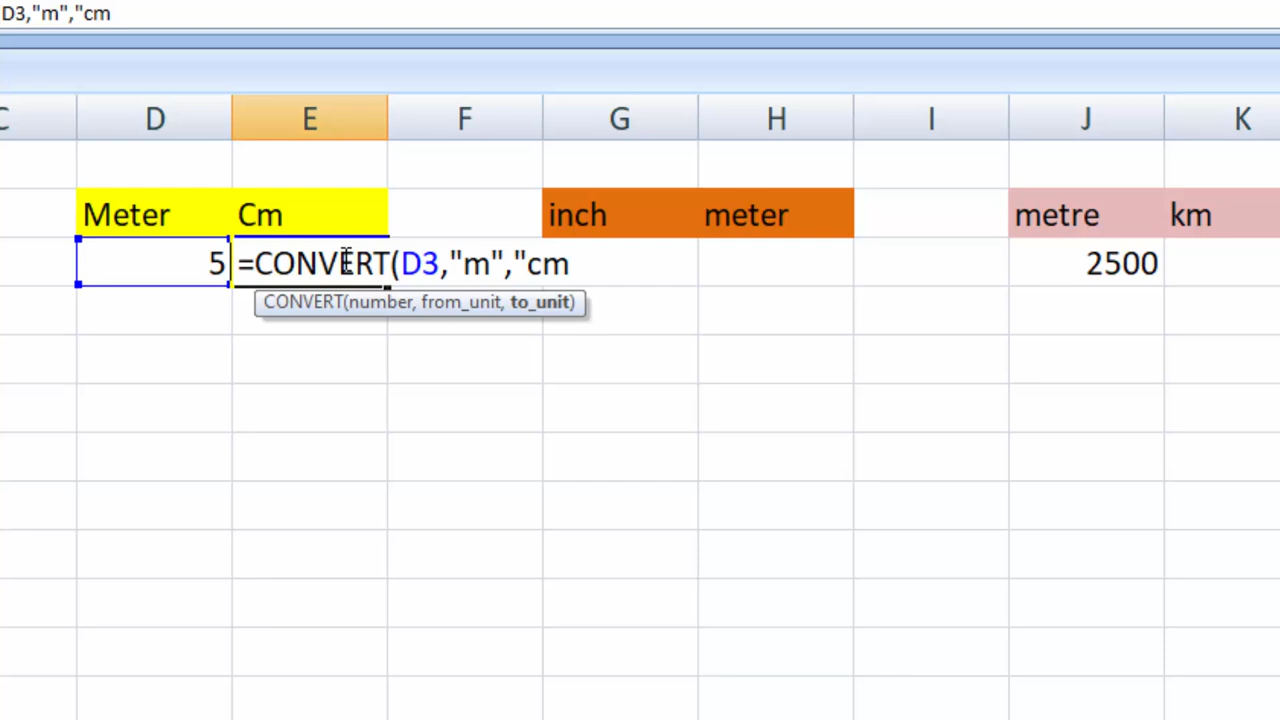 D3,"m","cm
C D E F G H I J K
Meter Cm inch meter metre km
5 =CONVERT(D3,"m","cm 2500
CONVERT(number, from_unit, to_unit)